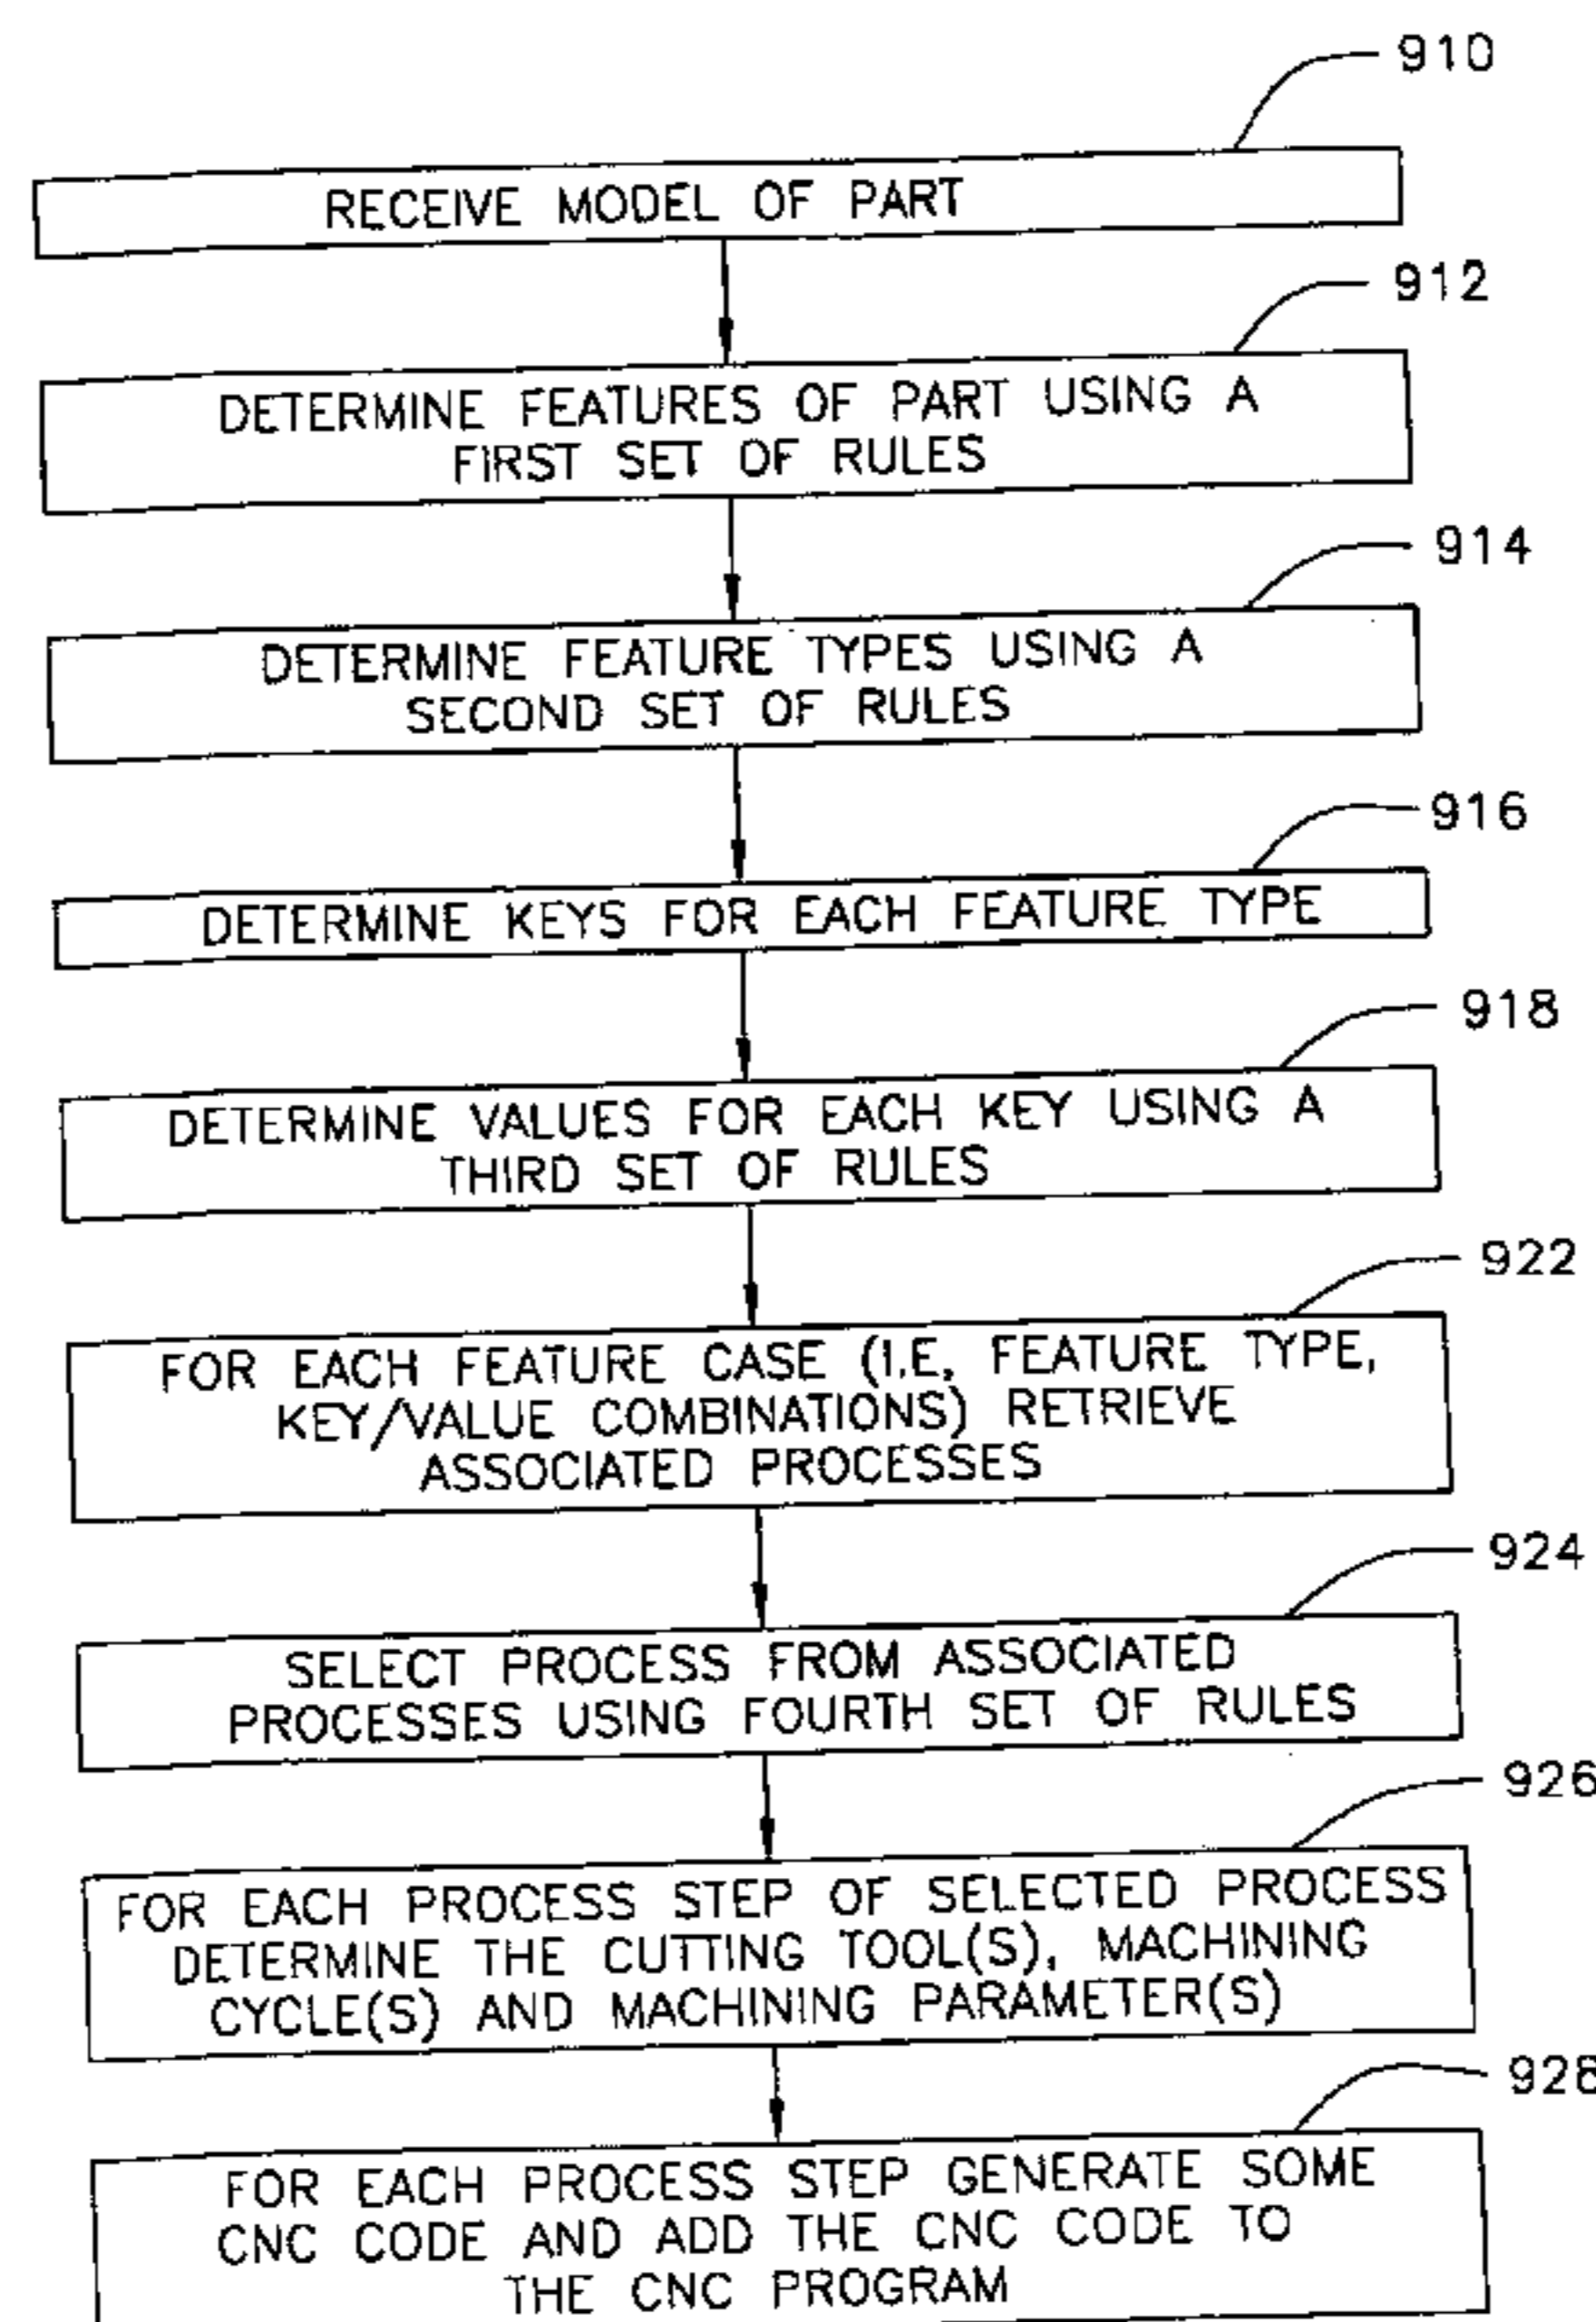 910
RECEIVE MODEL OF PART
912
DETERMINE FEATURES OF PART USING A
FIRST SET OF RULES
914
DETERMINE FEATURE TYPES USING A
SECOND SET OF RULES
916
DETERMINE KEYS FOR EACH FEATURE TYPE
918
DETERMINE VALUES FOR EACH KEY USING A
THIRD SET OF RULES
922
FOR EACH FEATURE CASE (I.E, FEATURE TYPE,
KEY/VALUE COMBINATIONS) RETRIEVE
ASSOCIATED PROCESSES
924
SELECT PROCESS FROM ASSOCIATED
PROCESSES USING FOURTH SET OF RULES
926
FOR EACH PROCESS STEP OF SELECTED PROCESS
DETERMINE THE CUTTING TOOL(S), MACHINING
CYCLE(S) AND MACHINING PARAMETER(S)
928
FOR EACH PROCESS STEP GENERATE SOME
CNC CODE AND ADD THE CNC CODE TO
THE CNC PROGRAM